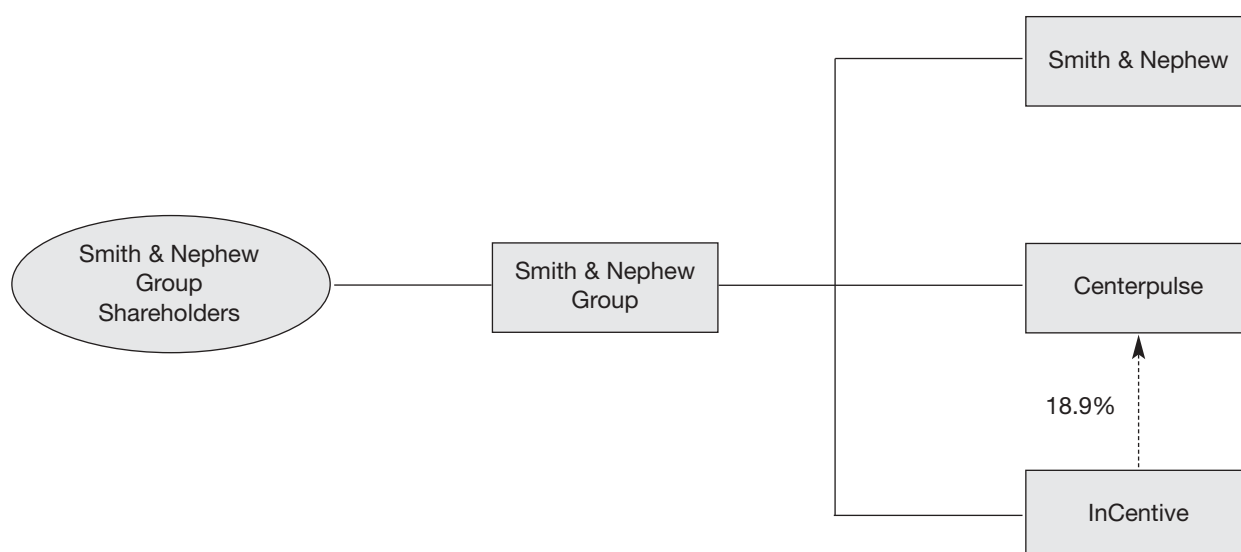 Smith & Nephew
Smith & Nephew
Group
Shareholders
Smith & Nephew
Group
Centerpulse
18.9%
InCentive